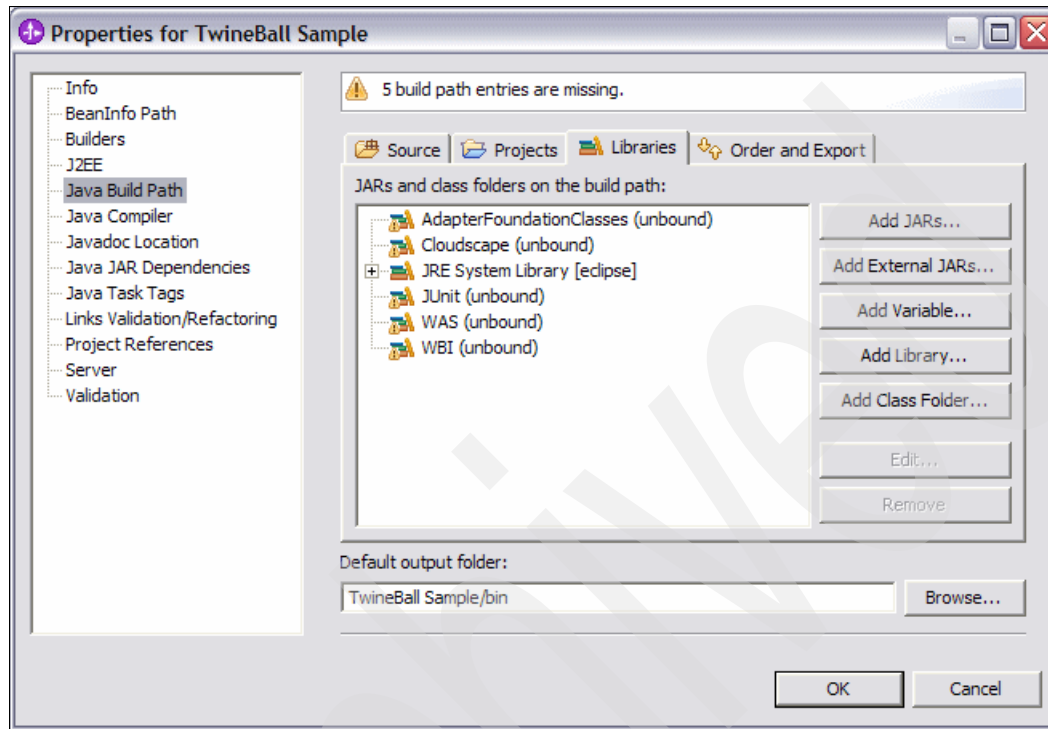 Properties for TwineBall Sample
Info
BeanInfo Path
Builders
J2EE
Java Build Path
Java Compiler
Javadoc Location
Java JAR Dependencies
Java Task Tags
Links Validation/Refactoring
Project References
Server
Validation
5 build path entries are missing.
Source Projects Libraries Order and Export
JARs and class folders on the build path:
AdapterFoundationClasses (unbound)
Cloudscape (unbound)
JRE System Library [eclipse]
JUnit (unbound)
WAS (unbound)
WBI (unbound)
Add JARs...
Add External JARs...
Add Variable...
Add Library...
Add Class Folder...
Edit...
Remove
Default output folder:
TwineBall Sample/bin
Browse...
OK Cancel